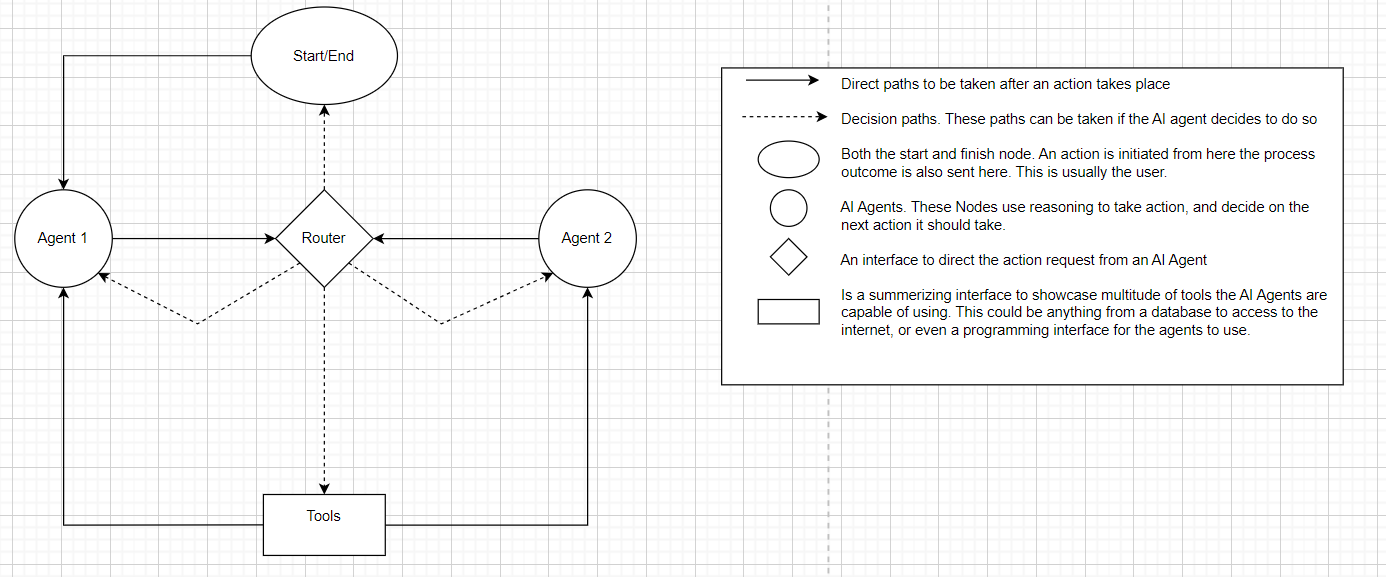 Start/End
Agent 1
Router
Agent 2
Tools
Direct paths to be taken after an action takes place
Decision paths. These paths can be taken if the AI agent decides to do so
Both the start and finish node. An action is initiated from here the process
outcome is also sent here. This is usually the user.
AI Agents. These Nodes use reasoning to take action, and decide on the
next action it should take.
An interface to direct the action request from an AI Agent
Is a summerizing interface to showcase multitude of tools the AI Agents are
capable of using. This could be anything from a database to access to the
internet, or even a programming interface for the agents to use.